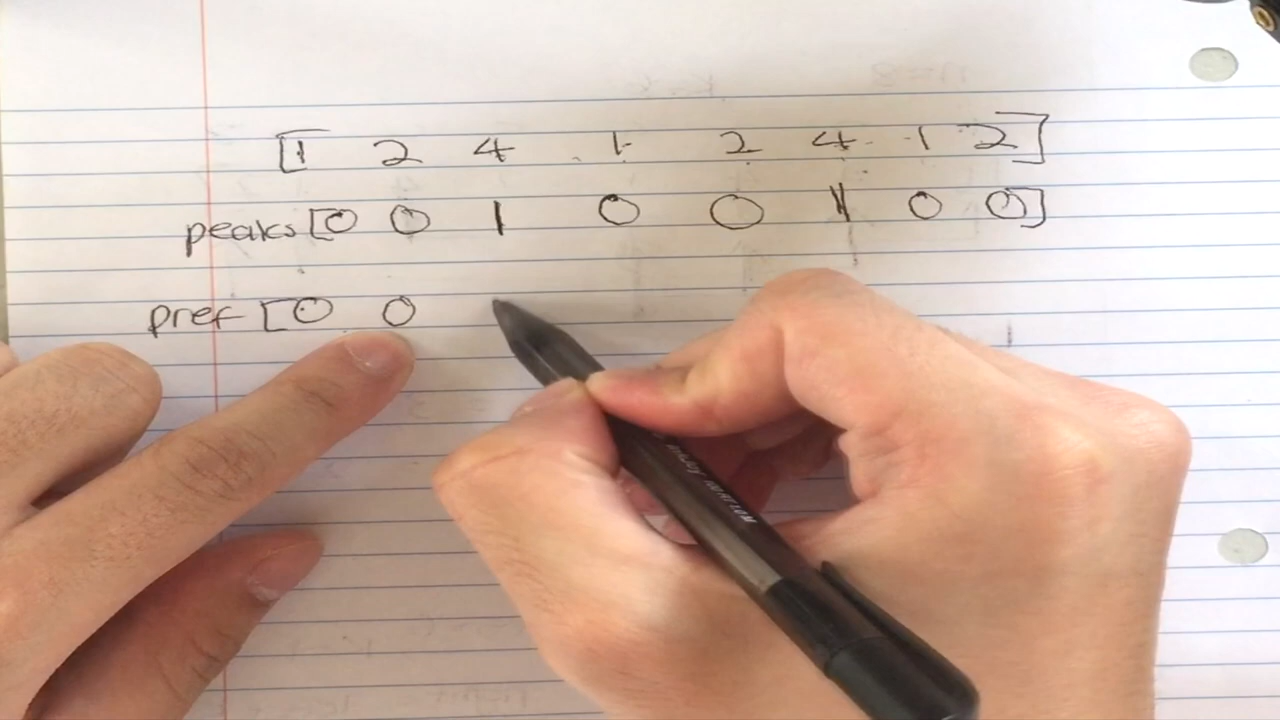 [1 2 4 1 2 4 1 2]
peaks [0 0 1 0 0 1 0 0]
pref [0 0